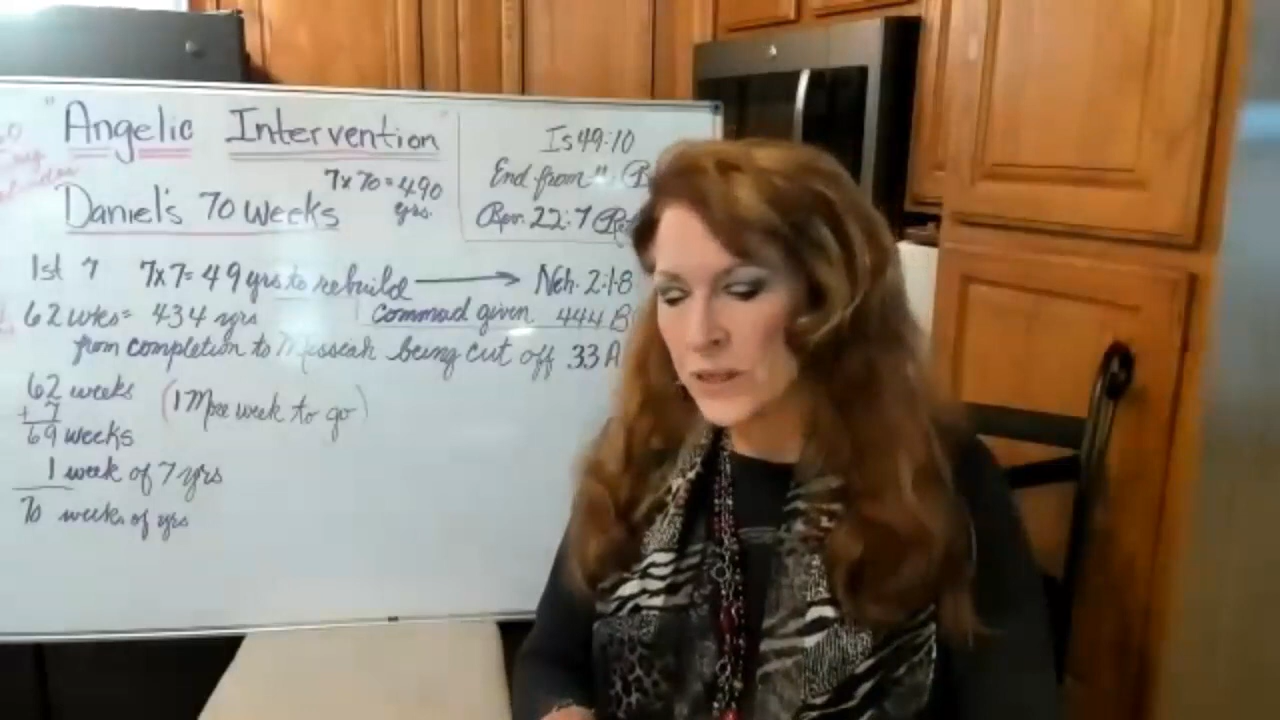 "Angelic Intervention"
7x70=490
yrs.
Daniel's 70 weeks
Is 49:10
End from"
Rev. 22:7
1st 7 7x7=49 yrs to rebuild → Neh. 2:1-8
62 wks= 434 yrs Commad given 444 B
from completion to Messeah being cut off 33 A
62 weeks (1 More week to go)
+ 7
69 weeks
1 week of 7 yrs
70 weeks of yrs